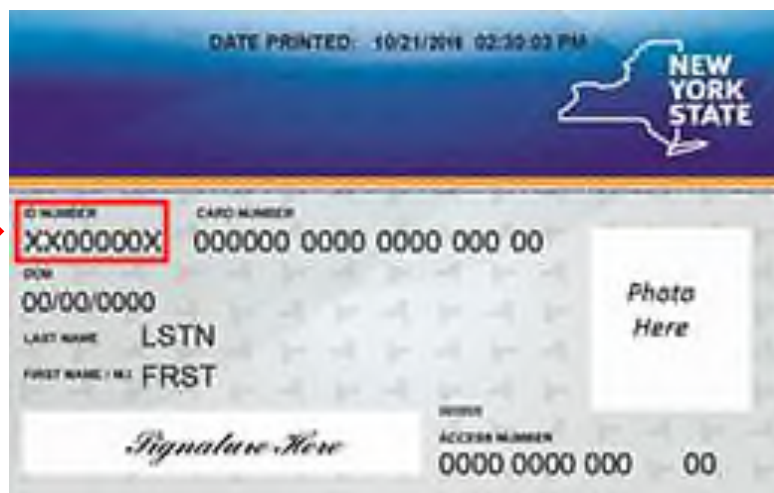 DATE PRINTED: 10/21/2016 02:30:03 PM
NEW
YORK
STATE
ID NUMBER CARD NUMBER
XX00000X 000000 0000 0000 000 00
00/00/0000
Photo
Here
LAST NAME LSTN
FIRST NAME / M.I. FRST
Signature Here
ACCESS NUMBER
0000 0000 000 00